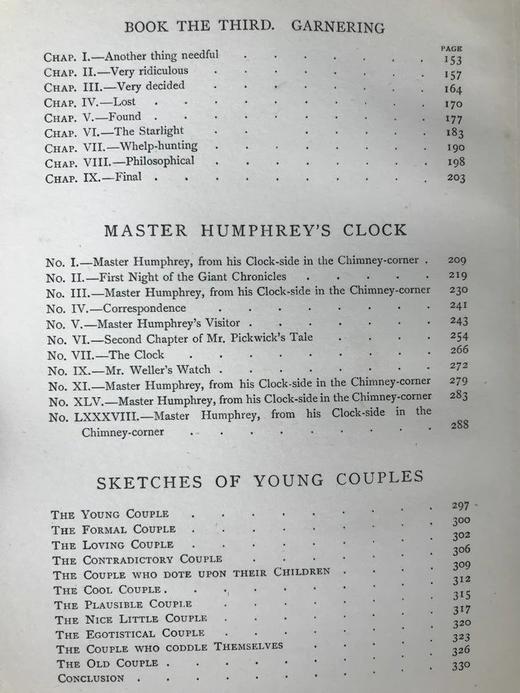 BOOK THE THIRD. GARNERING
PAGE
CHAP. I.—Another thing needful . . . . . . 153
CHAP. II.—Very ridiculous . . . . . . 157
CHAP. III.—Very decided . . . . . . 164
CHAP. IV.—Lost . . . . . . . . 170
CHAP. V.—Found . . . . . . . . 177
CHAP. VI.—The Starlight . . . . . . 183
CHAP. VII.—Whelp-hunting . . . . . . 190
CHAP. VIII.—Philosophical . . . . . . 198
CHAP. IX.—Final . . . . . . . . 203
MASTER HUMPHREY'S CLOCK
No. I.—Master Humphrey, from his Clock-side in the Chimney-corner . 209
No. II.—First Night of the Giant Chronicles . . . . . 219
No. III.—Master Humphrey, from his Clock-side in the Chimney-corner 230
No. IV.—Correspondence . . . . . . . 241
No. V.—Master Humphrey's Visitor . . . . . . 243
No. VI.—Second Chapter of Mr. Pickwick's Tale . . . . 254
No. VII.—The Clock . . . . . . . . 266
No. IX.—Mr. Weller's Watch . . . . . . . 272
No. XI.—Master Humphrey, from his Clock-side in the Chimney-corner 279
No. XLV.—Master Humphrey, from his Clock-side in the Chimney-corner 283
No. LXXXVIII.—Master Humphrey, from his Clock-side in the
Chimney-corner . . . . . . . . 288
SKETCHES OF YOUNG COUPLES
THE YOUNG COUPLE . . . . . . . 297
THE FORMAL COUPLE . . . . . . . 300
THE LOVING COUPLE . . . . . . . 302
THE CONTRADICTORY COUPLE . . . . . . 306
THE COUPLE WHO DOTE UPON THEIR CHILDREN . . . . 309
THE COOL COUPLE . . . . . . . . 312
THE PLAUSIBLE COUPLE . . . . . . . 315
THE NICE LITTLE COUPLE . . . . . . 317
THE EGOTISTICAL COUPLE . . . . . . 320
THE COUPLE WHO CODDLE THEMSELVES . . . . . 323
THE OLD COUPLE . . . . . . . . 326
CONCLUSION . . . . . . . . . 330